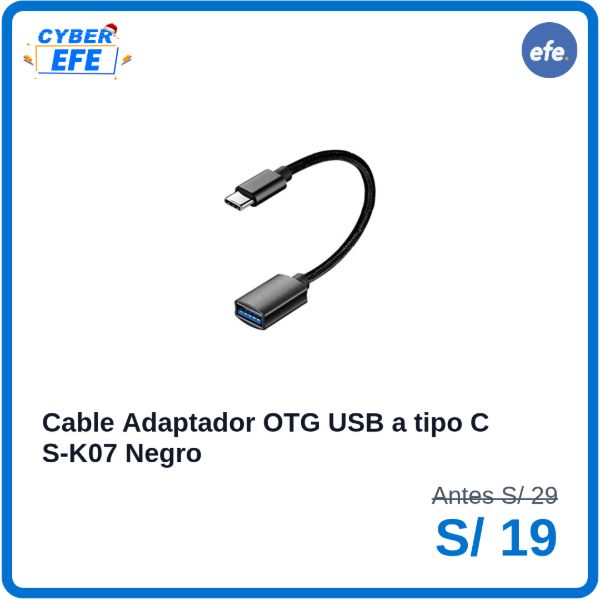 CYBER
EFE
efe.
Cable Adaptador OTG USB a tipo C
S-K07 Negro
Antes S/ 29
S/ 19